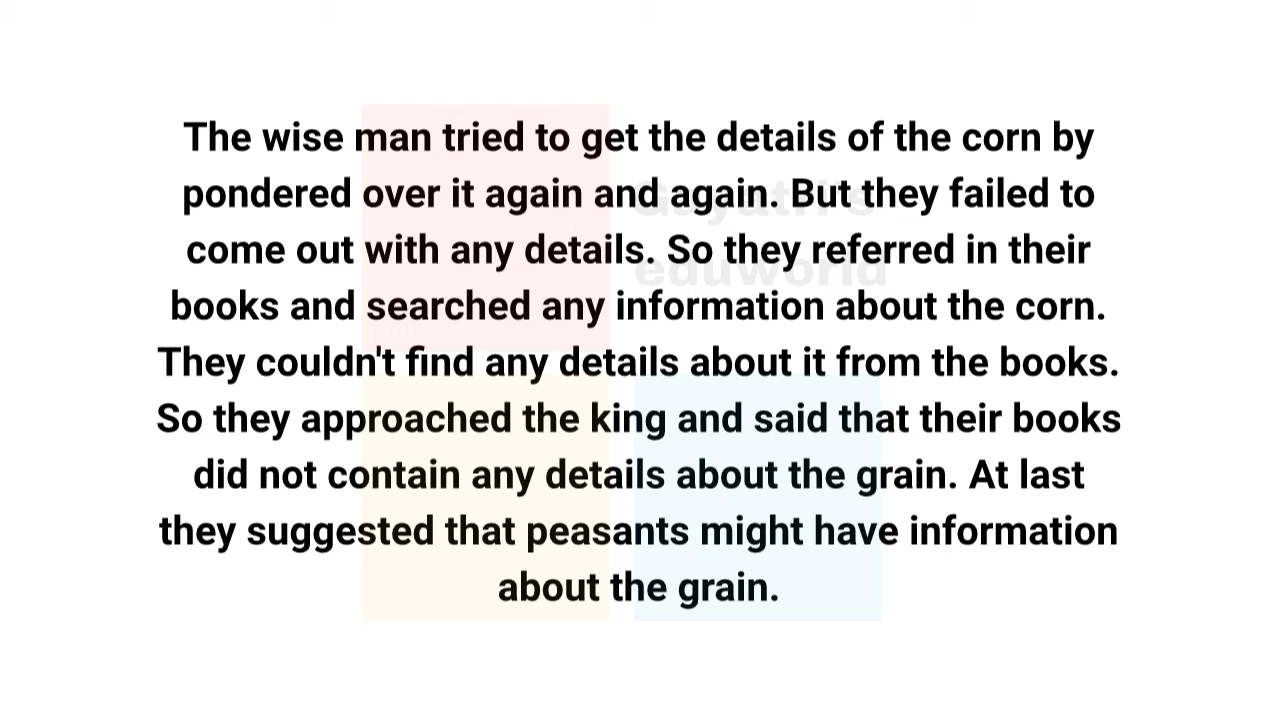 The wise man tried to get the details of the corn by
pondered over it again and again. But they failed to
come out with any details. So they referred in their
books and searched any information about the corn.
They couldn't find any details about it from the books.
So they approached the king and said that their books
did not contain any details about the grain. At last
they suggested that peasants might have information
about the grain.
Gayathri's
eduworld